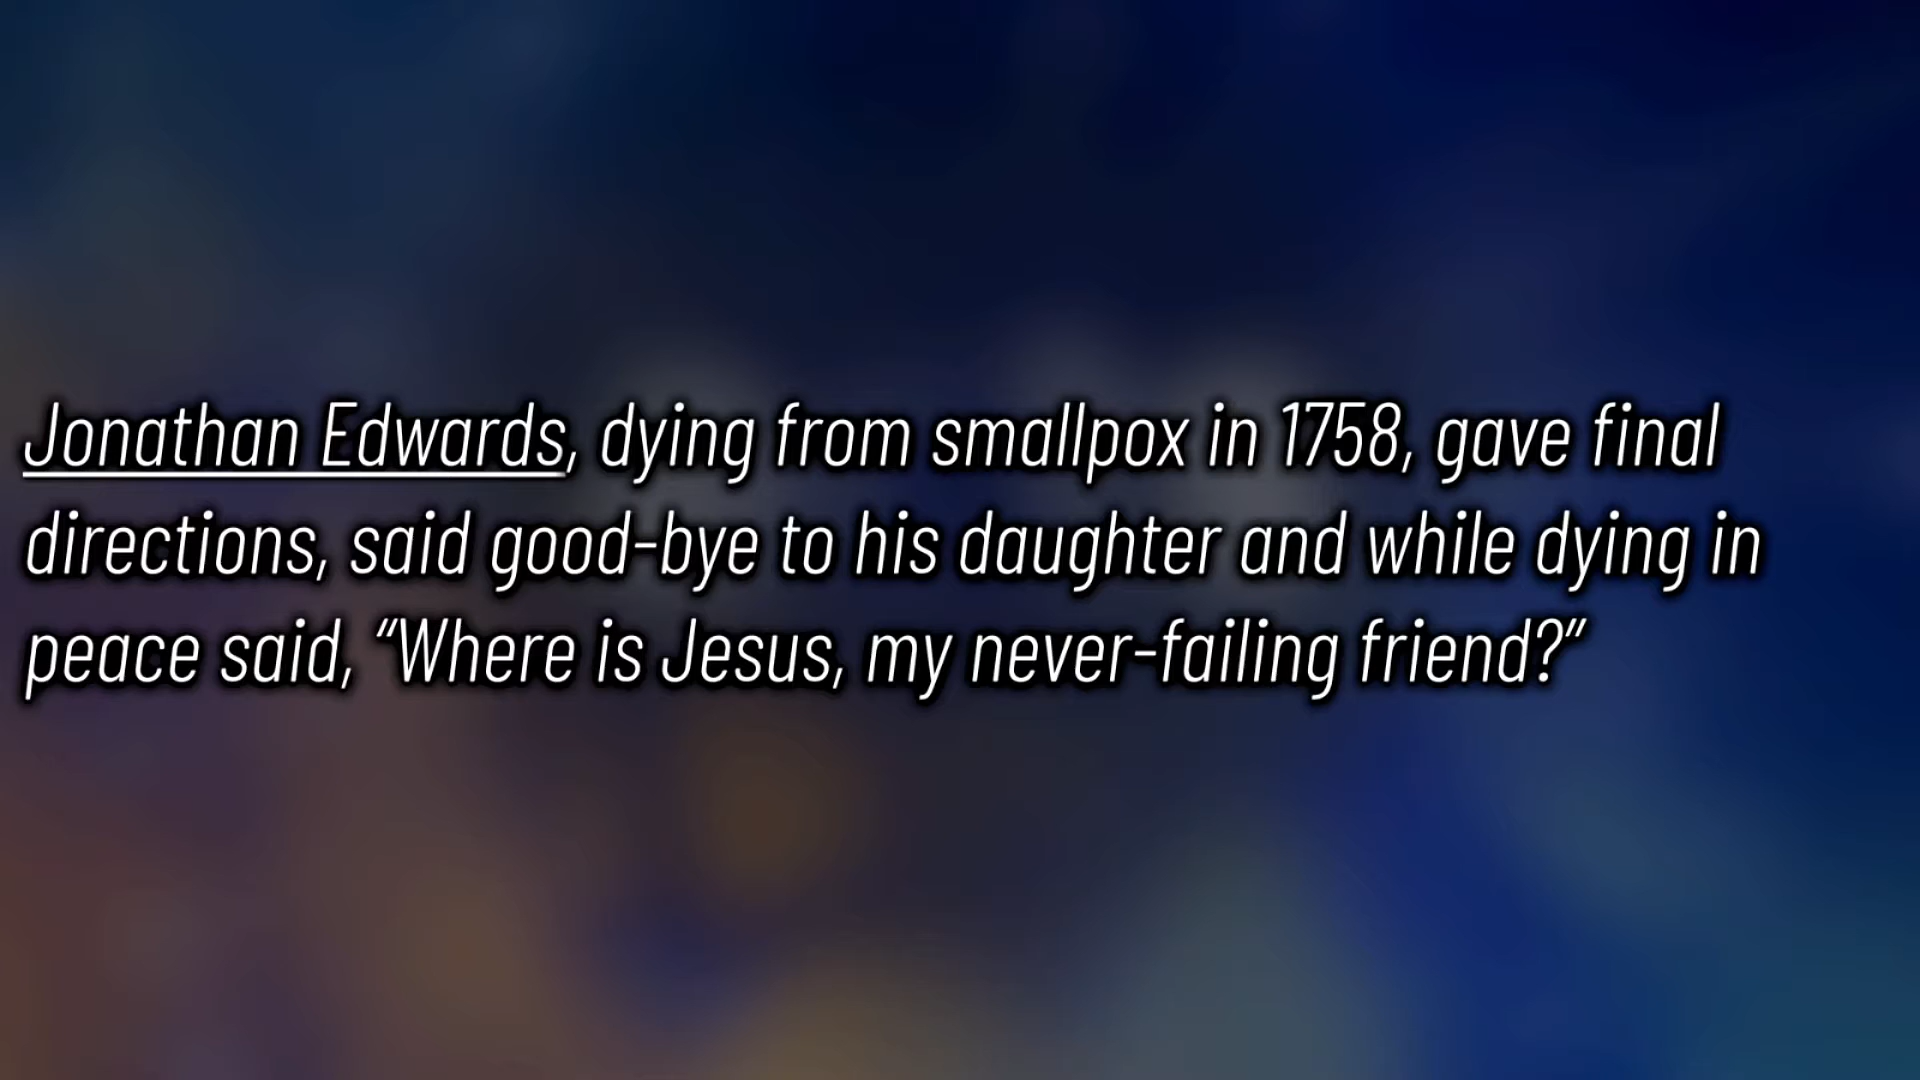 Jonathan Edwards, dying from smallpox in 1758, gave final
directions, said good-bye to his daughter and while dying in
peace said, “Where is Jesus, my never-failing friend?”